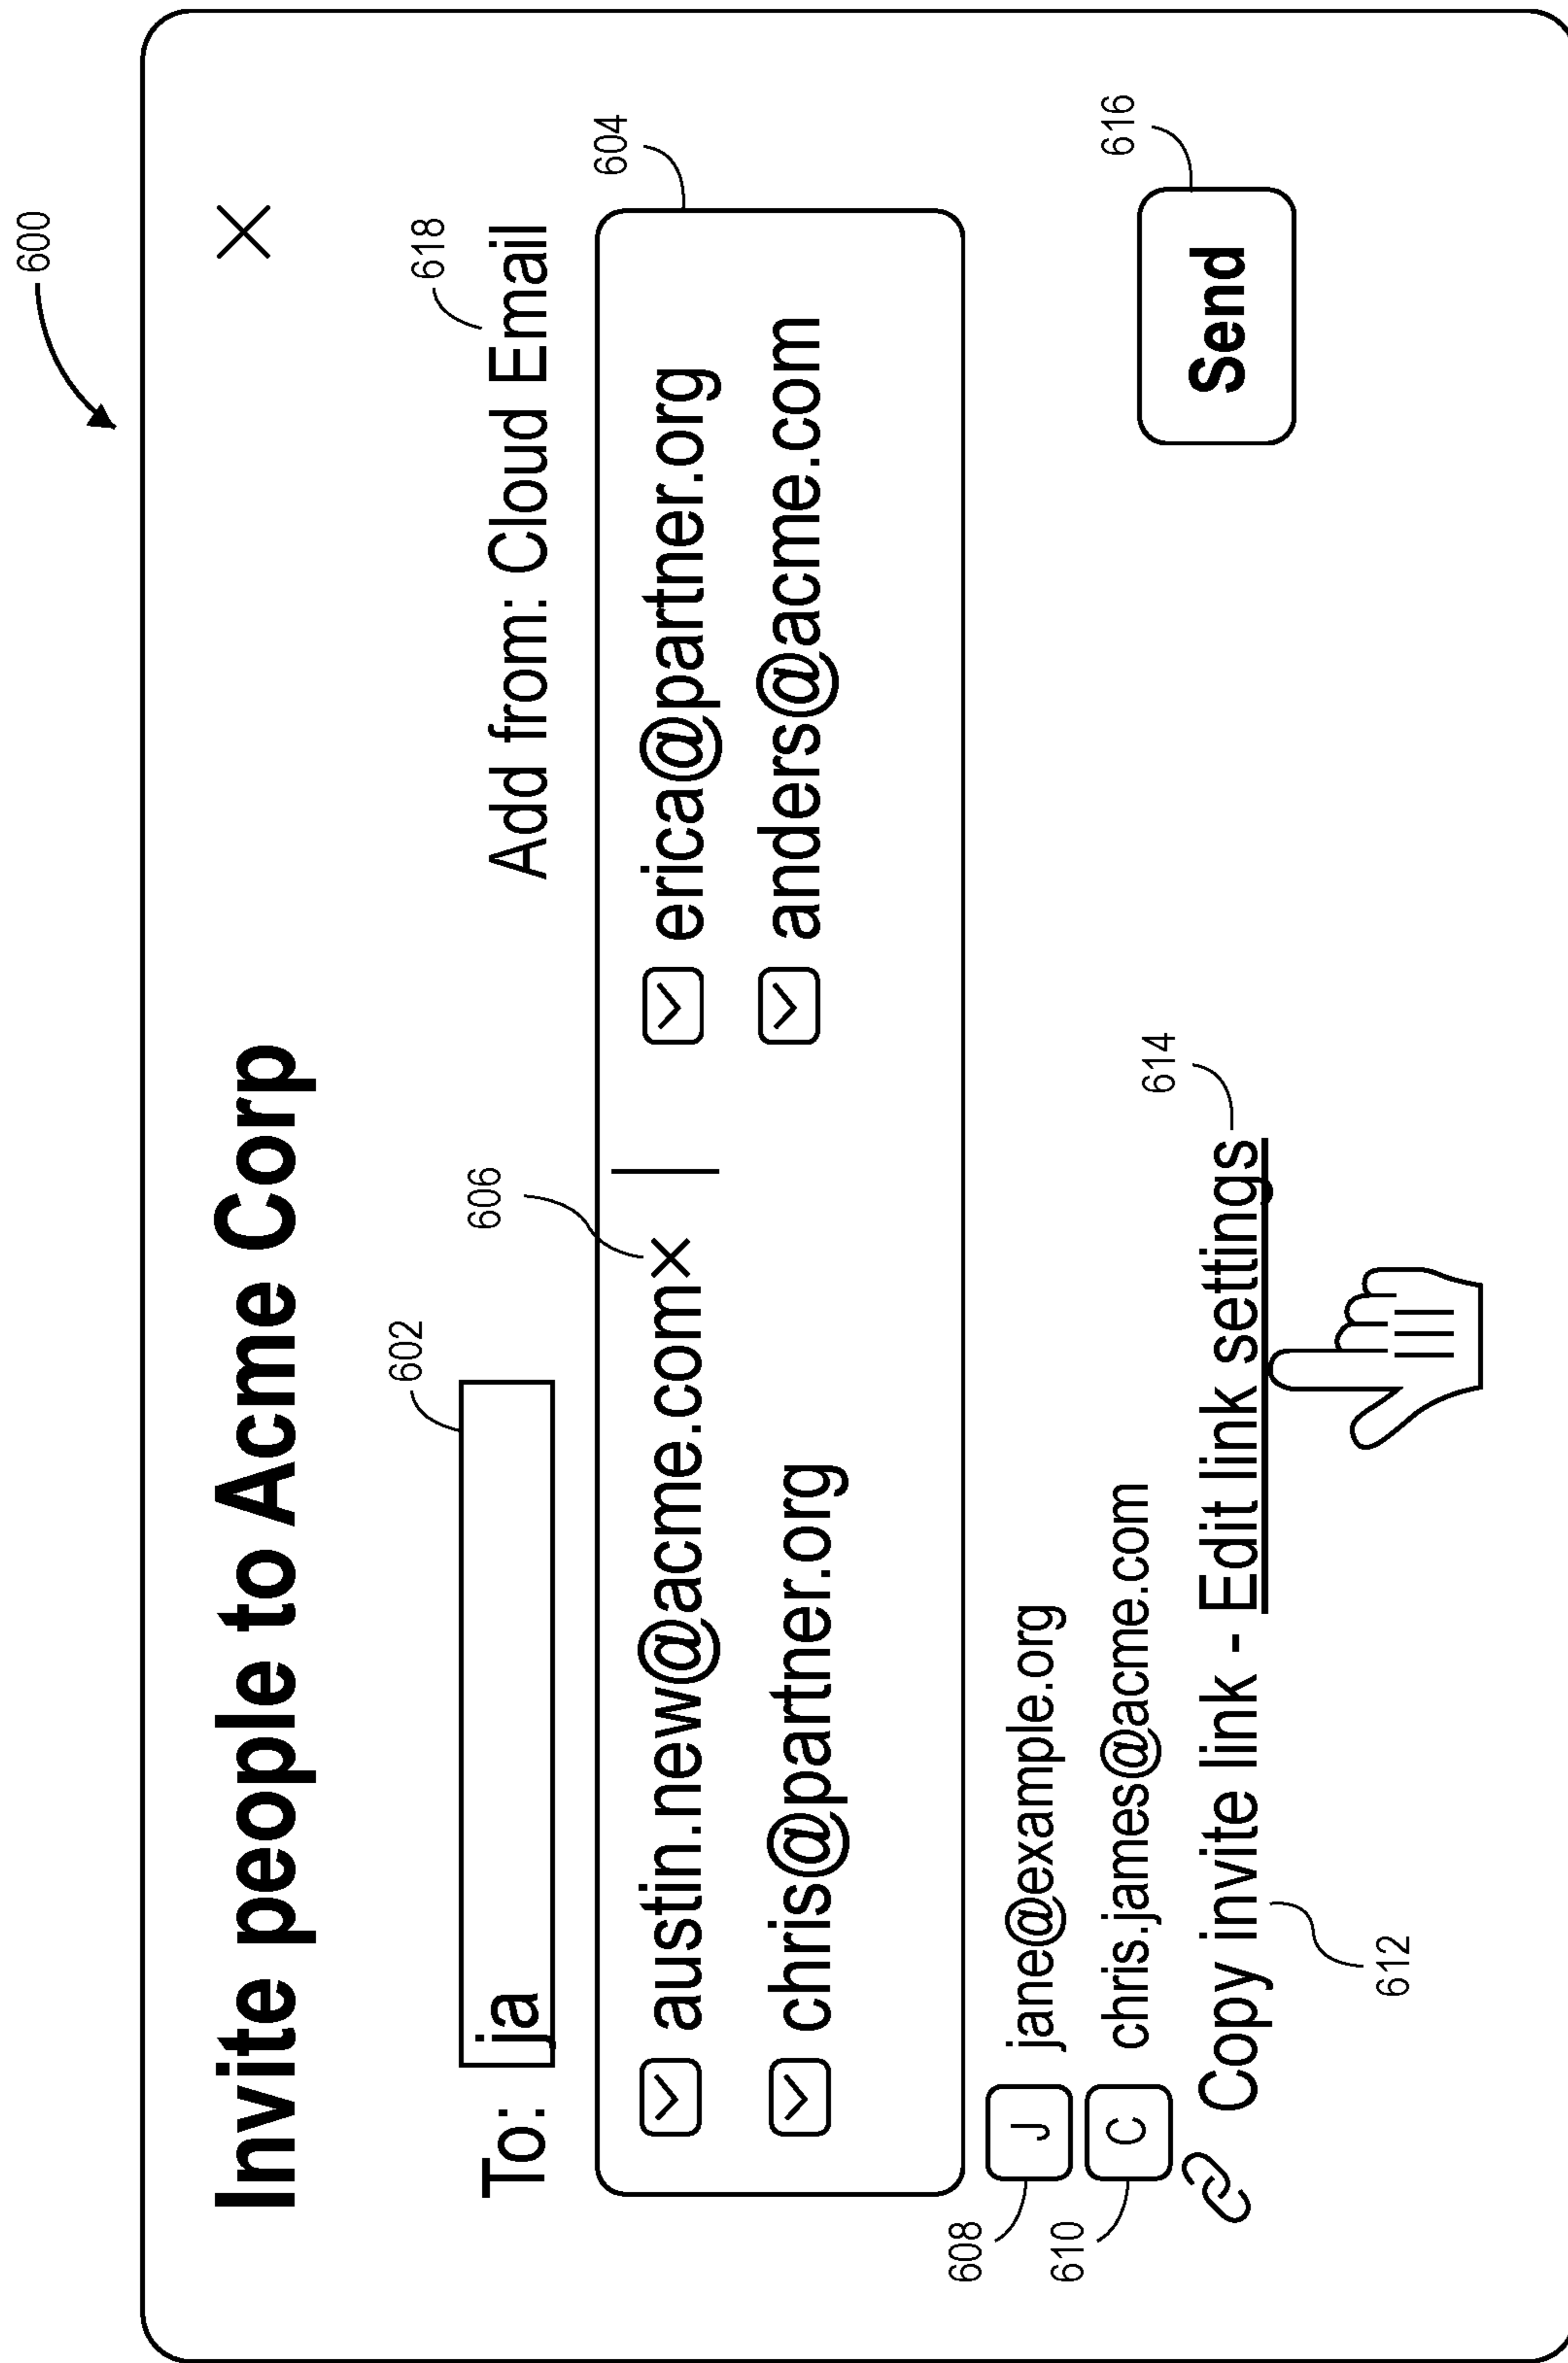 600
Invite people to Acme Corp
602
618
To: ja
Add from: Cloud Email
606
604
austin.new@acme.com× erica@partner.org
chris@partner.org anders@acme.com
608 J jane@example.org
610 C chris.james@acme.com
614
616
Copy invite link - Edit link settings
Send
612